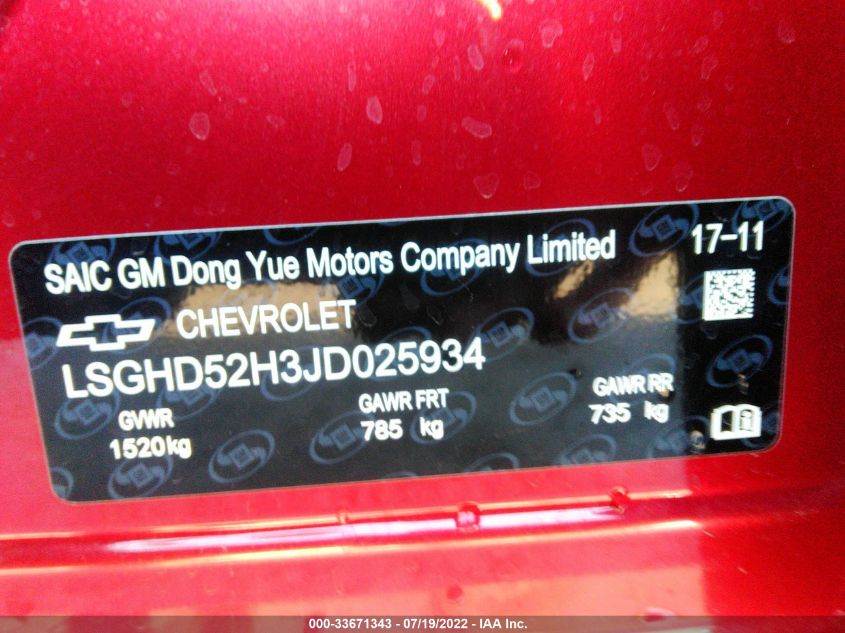 SAIC GM Dong Yue Motors Company Limited 17-11
CHEVROLET
LSGHD52H3JD025934
GVWR GAWR FRT GAWR RR
1520kg 785 kg 735 kg
000-33671343 - 07/19/2022 - IAA Inc.